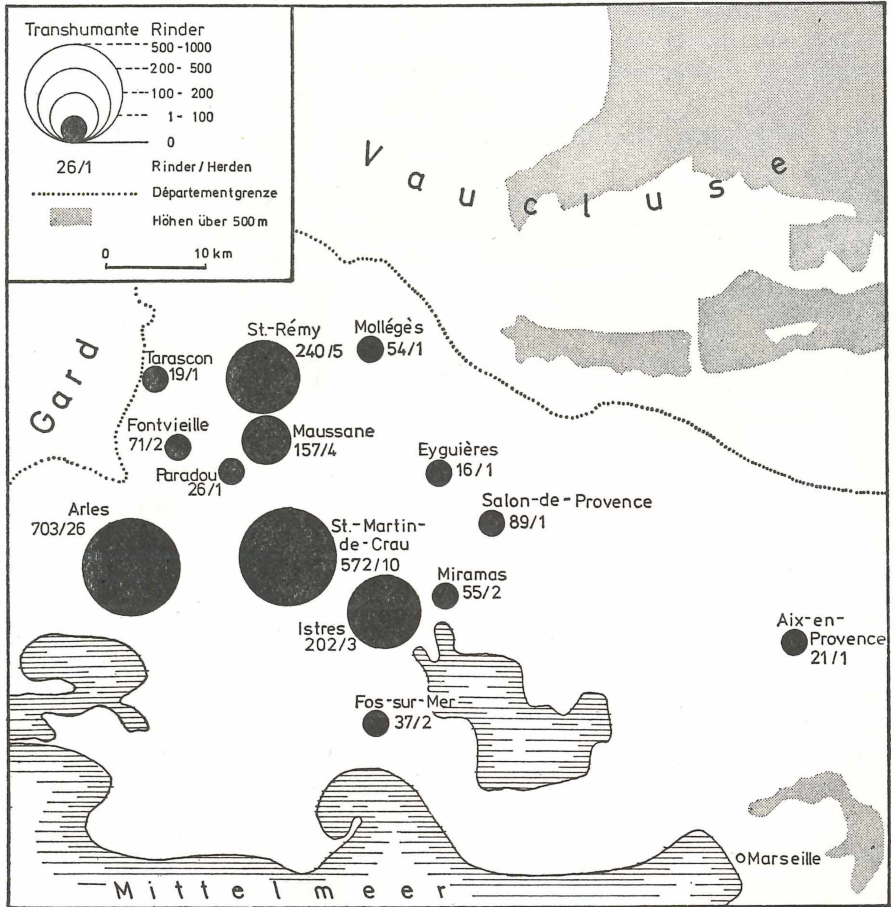 Transhumante Rinder
500-1000
200-500
100-200
1-100
0
26/1 Rinder/Herden
Départementgrenze
Höhen über 500m
0 10 km
Vaucluse
Gard
St.-Rémy
240/5
Mollégès
54/1
Tarascon
19/1
Fontvieille
71/2
Maussane
157/4
Paradou
26/1
Eyguières
16/1
Salon-de-Provence
89/1
Arles
703/26
St.-Martin-
de-Crau
572/10
Miramas
55/2
Istres
202/3
Aix-en-
Provence
21/1
Fos-sur-Mer
37/2
Marseille
Mittelmeer